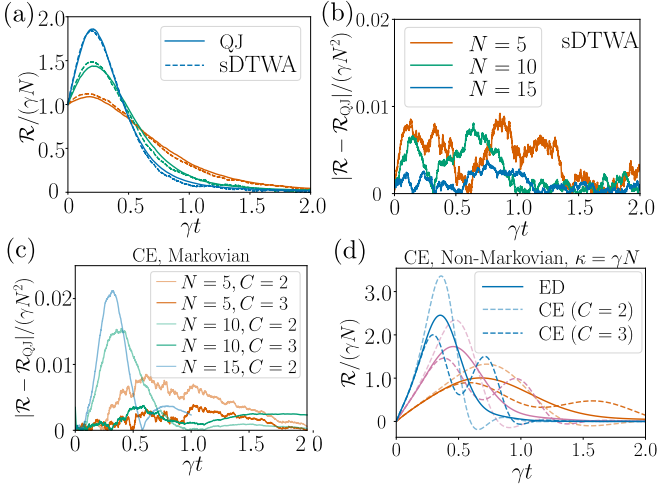 (a)
2.0
1.5
1.0
0.5
0
0
0.5
1.0
1.5
2.0
R/(γN)
γt
QJ
sDTWA
(b)
0.02
0.01
0
0
0.5
1.0
1.5
2.0
|R − R_QJ|/(γN²)
γt
N = 5
N = 10
N = 15
sDTWA
(c)
CE, Markovian
0.02
0.01
0
0
0.5
1.0
1.5
2.0
|R − R_QJ|/(γN²)
γt
N = 5, C = 2
N = 5, C = 3
N = 10, C = 2
N = 10, C = 3
N = 15, C = 2
(d)
CE, Non-Markovian, κ = γN
3.0
2.0
1.0
0
0
0.5
1.0
1.5
2.0
R/(γN)
γt
ED
CE (C = 2)
CE (C = 3)